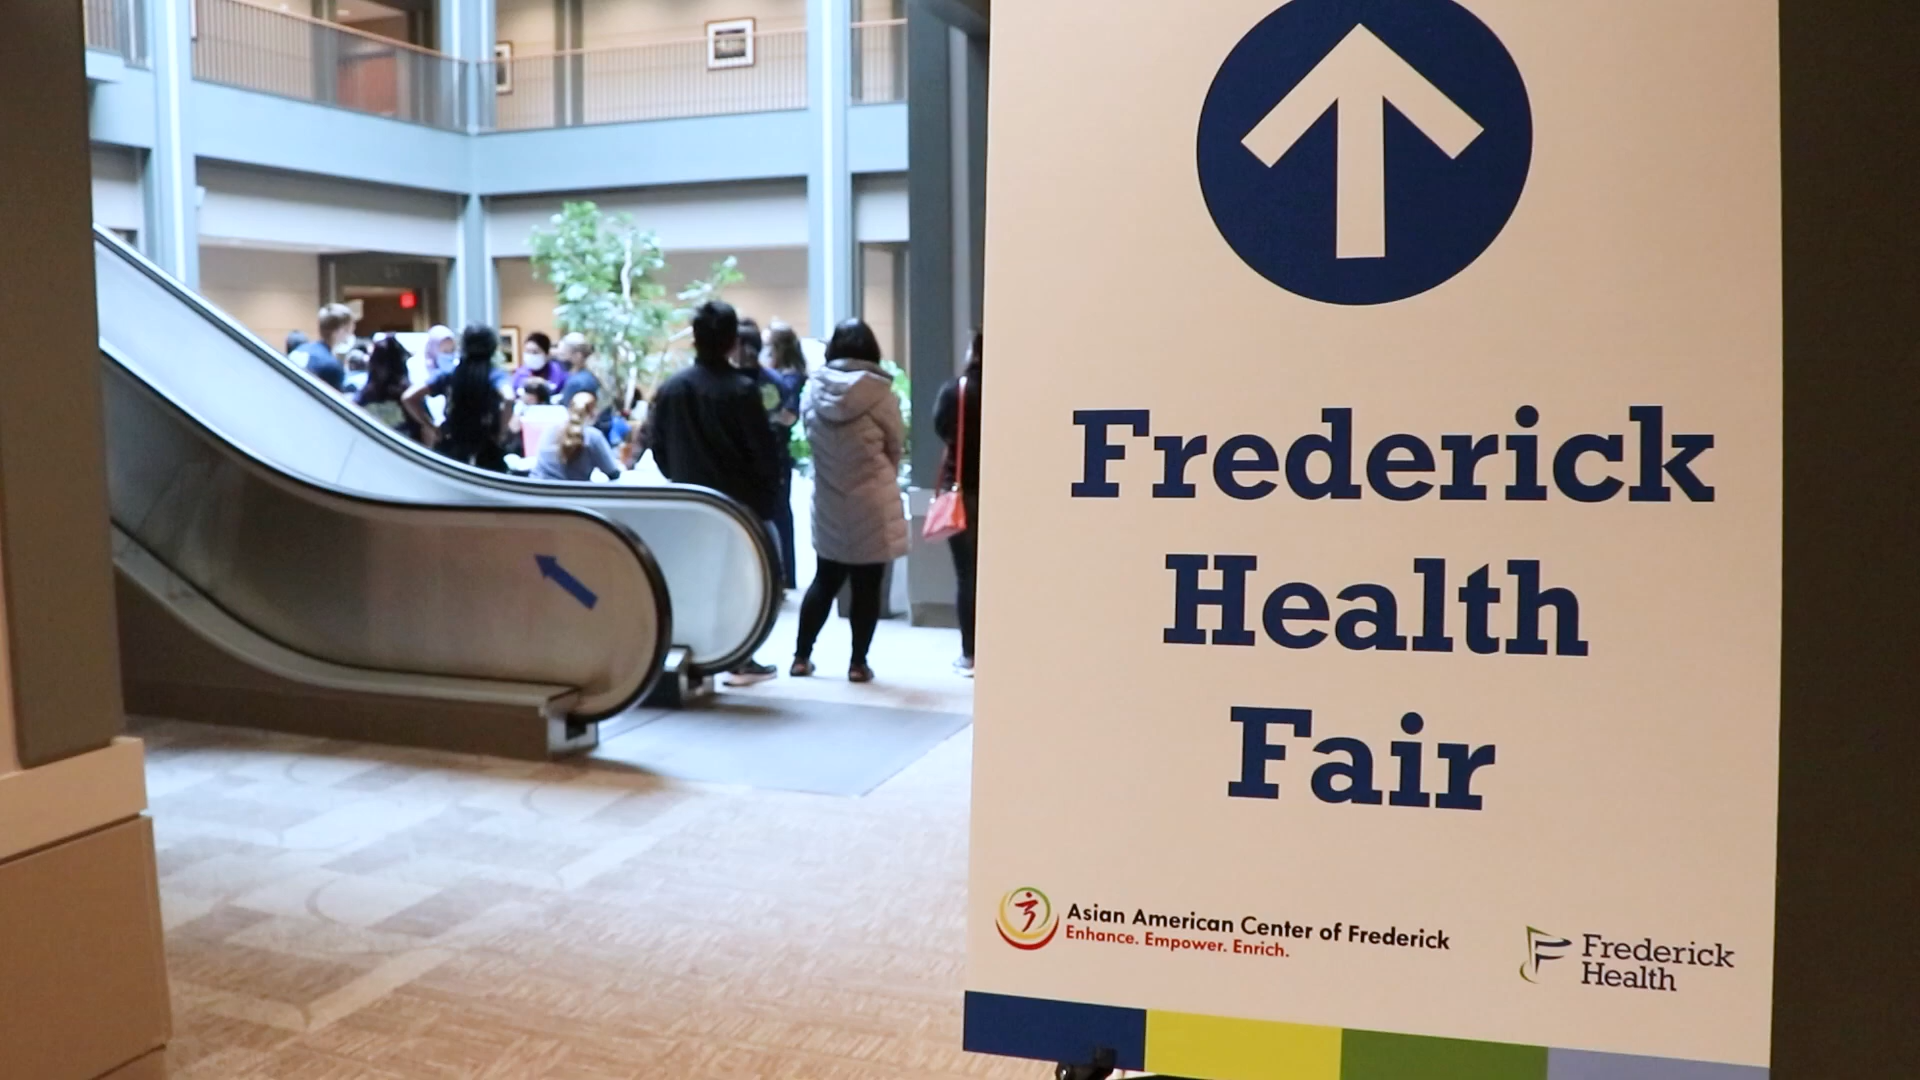 Frederick
Health
Fair
Asian American Center of Frederick
Enhance. Empower. Enrich.
Frederick
Health